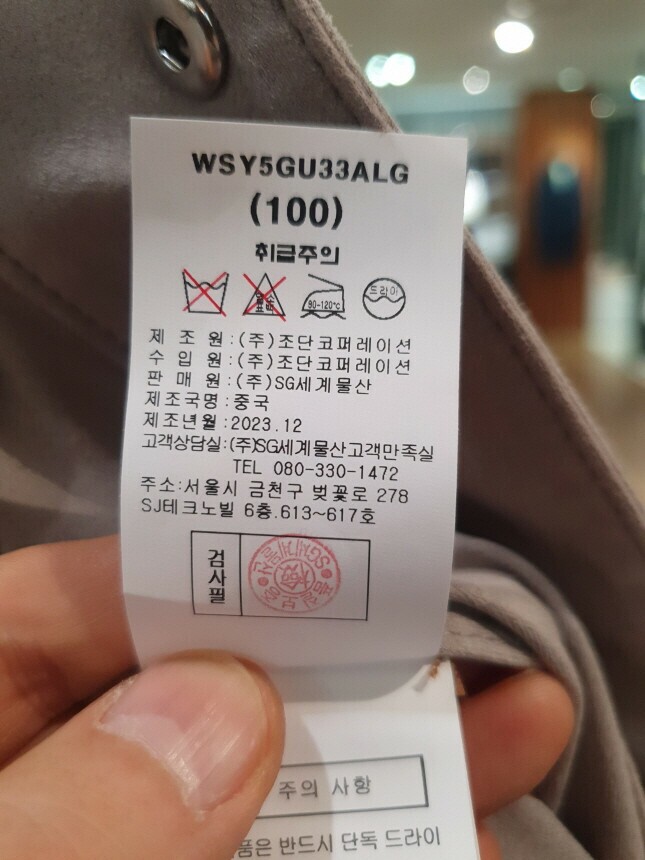 WSY5GU33ALG
(100)
취급주의
90-120℃ 드라이
제 조 원:(주)조단코퍼레이션
수 입 원:(주)조단코퍼레이션
판 매 원:(주)SG세계물산
제조국명:중국
제조년월:2023.12
고객상담실:(주)SG세계물산고객만족실
TEL 080-330-1472
주소:서울시 금천구 벚꽃로 278
SJ테크노빌 6층.613~617호
검사필
주의 사항
반드시 단독 드라이